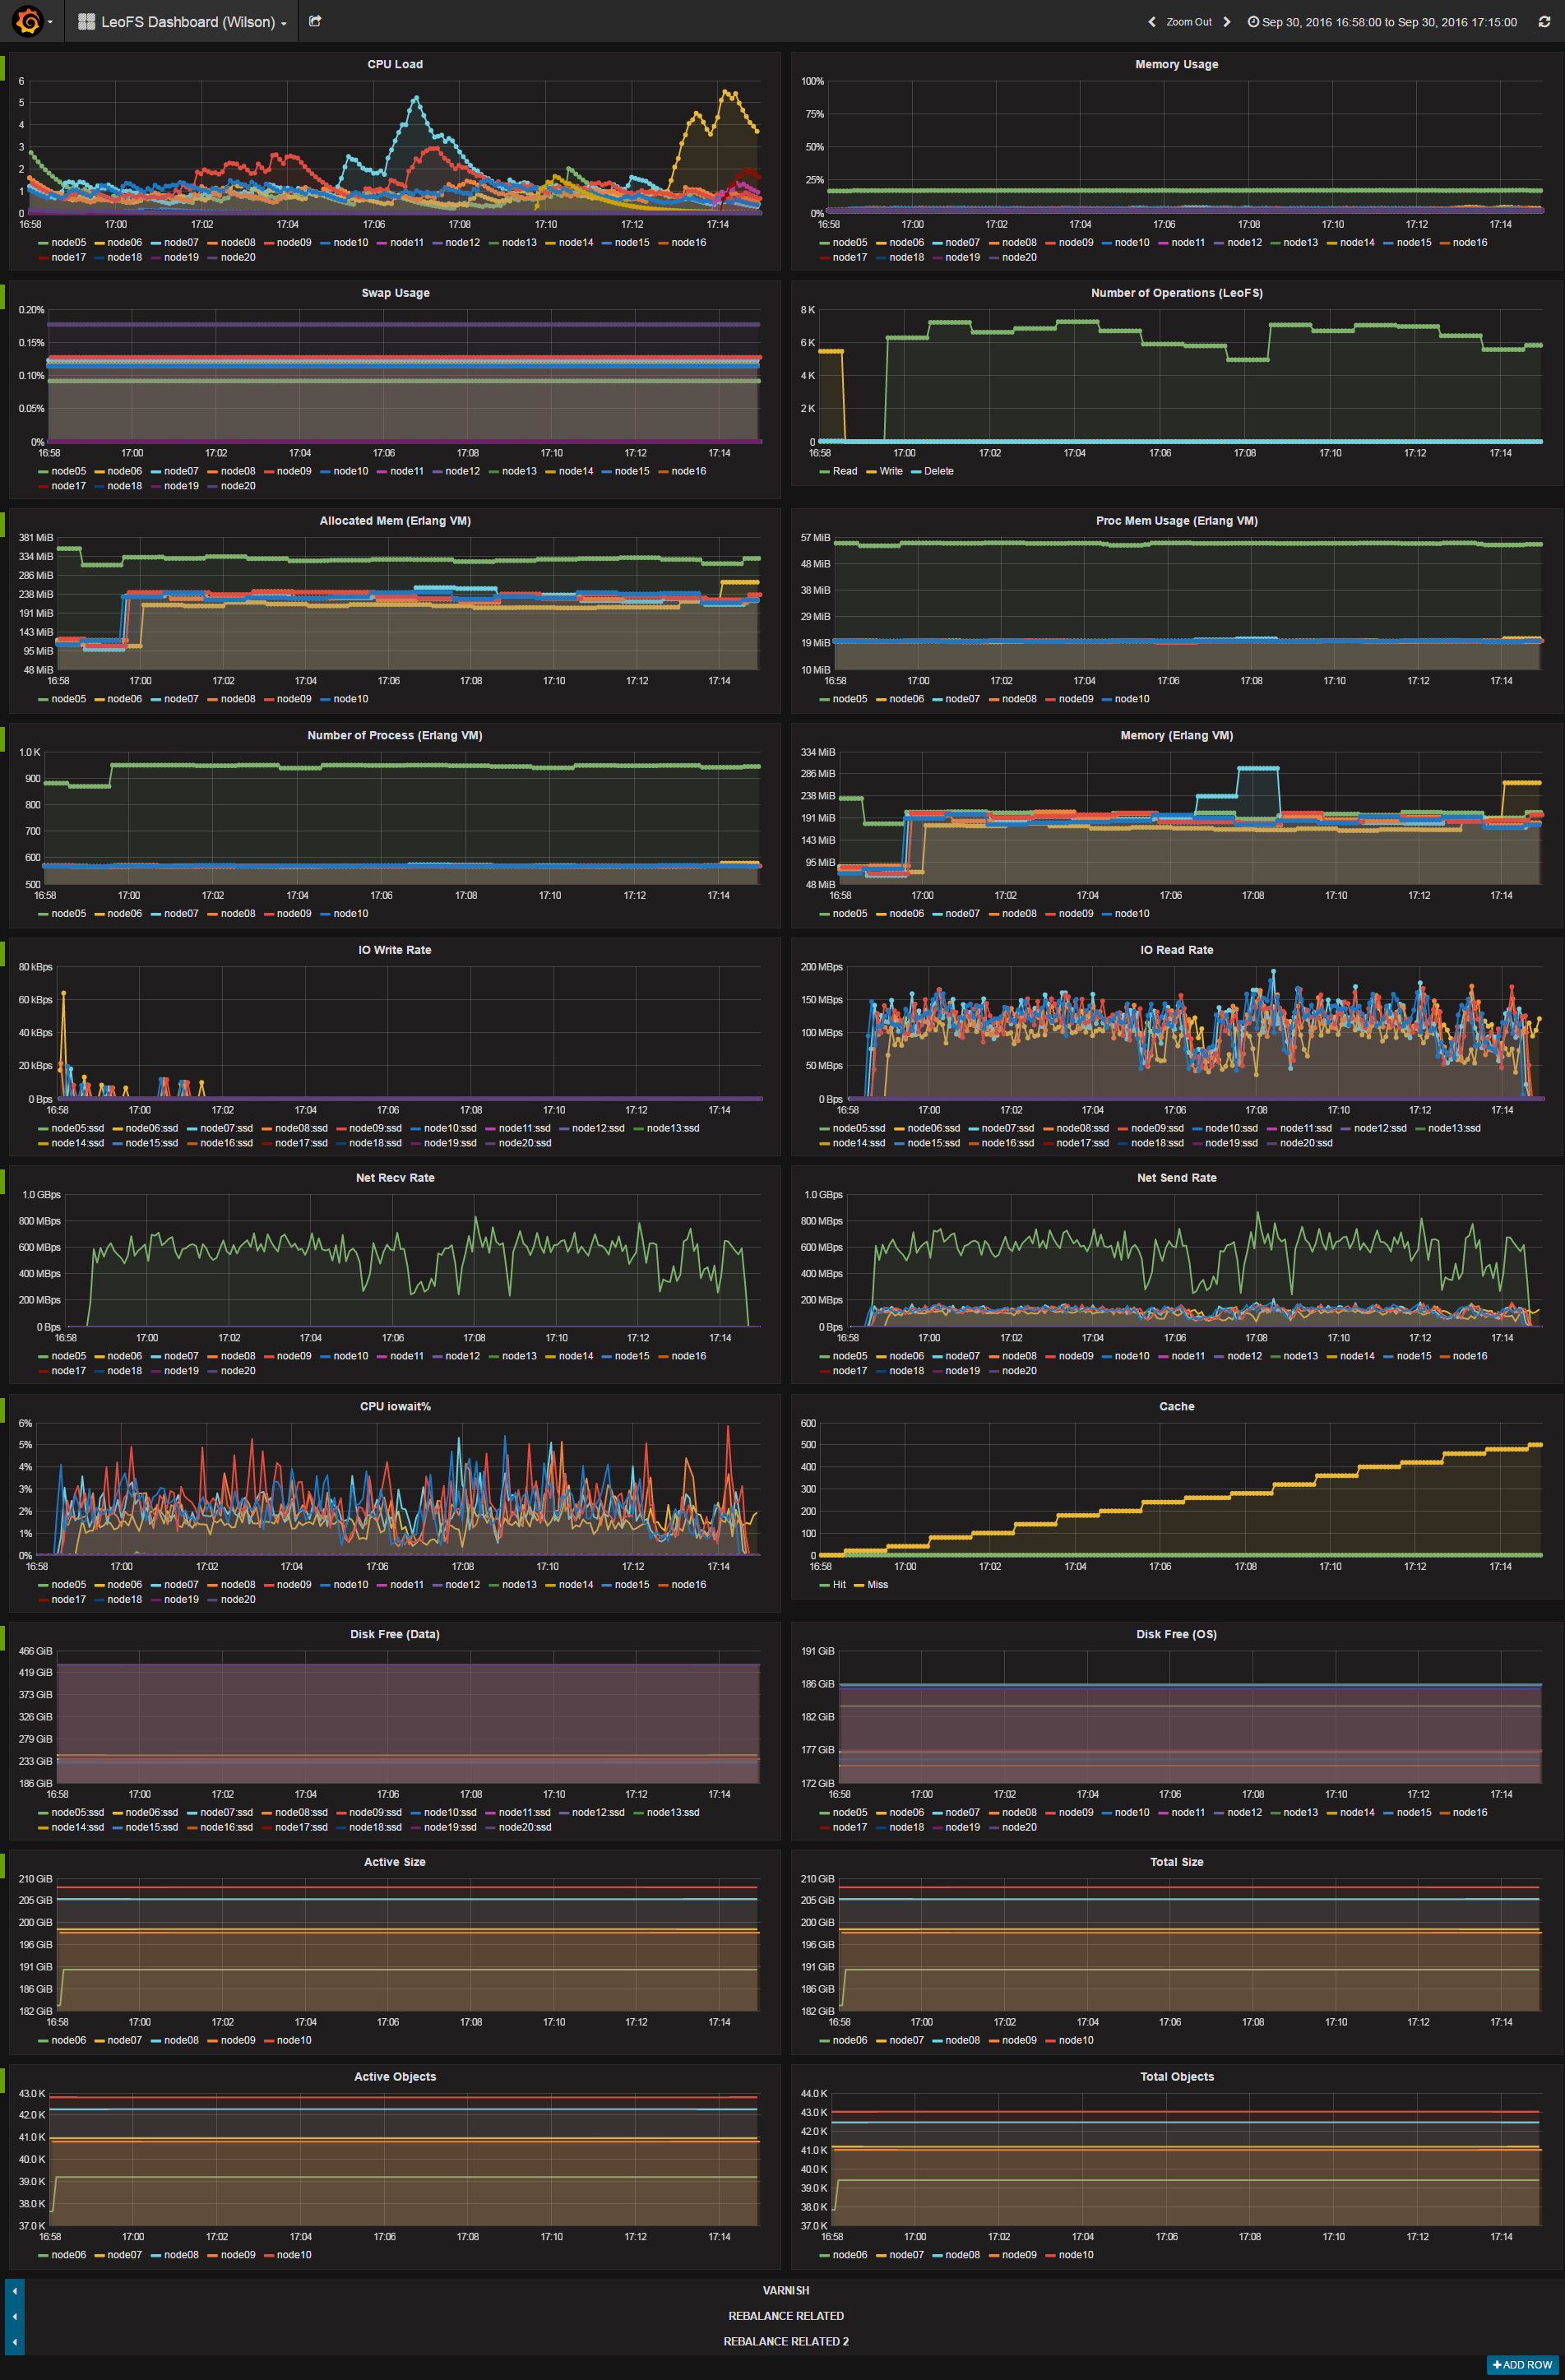 LeoFS Dashboard (Wilson)
Zoom Out
Sep 30, 2016 16:58:00 to Sep 30, 2016 17:15:00
CPU Load
6
5
4
3
2
1
0
16:58 17:00 17:02 17:04 17:06 17:08 17:10 17:12 17:14
node05 node06 node07 node08 node09 node10 node11 node12 node13 node14 node15 node16
node17 node18 node19 node20
Memory Usage
100%
75%
50%
25%
0%
16:58 17:00 17:02 17:04 17:06 17:08 17:10 17:12 17:14
node05 node06 node07 node08 node09 node10 node11 node12 node13 node14 node15 node16
node17 node18 node19 node20
Swap Usage
0.20%
0.15%
0.10%
0.05%
0%
16:58 17:00 17:02 17:04 17:06 17:08 17:10 17:12 17:14
node05 node06 node07 node08 node09 node10 node11 node12 node13 node14 node15 node16
node17 node18 node19 node20
Number of Operations (LeoFS)
8 K
6 K
4 K
2 K
0
16:58 17:00 17:02 17:04 17:06 17:08 17:10 17:12 17:14
Read Write Delete
Allocated Mem (Erlang VM)
381 MiB
334 MiB
286 MiB
238 MiB
191 MiB
143 MiB
95 MiB
48 MiB
16:58 17:00 17:02 17:04 17:06 17:08 17:10 17:12 17:14
node05 node06 node07 node08 node09 node10
Proc Mem Usage (Erlang VM)
57 MiB
48 MiB
38 MiB
29 MiB
19 MiB
10 MiB
16:58 17:00 17:02 17:04 17:06 17:08 17:10 17:12 17:14
node05 node06 node07 node08 node09 node10
Number of Process (Erlang VM)
1.0 K
900
800
700
600
500
16:58 17:00 17:02 17:04 17:06 17:08 17:10 17:12 17:14
node05 node06 node07 node08 node09 node10
Memory (Erlang VM)
334 MiB
286 MiB
238 MiB
191 MiB
143 MiB
95 MiB
48 MiB
16:58 17:00 17:02 17:04 17:06 17:08 17:10 17:12 17:14
node05 node06 node07 node08 node09 node10
IO Write Rate
80 kBps
60 kBps
40 kBps
20 kBps
0 Bps
16:58 17:00 17:02 17:04 17:06 17:08 17:10 17:12 17:14
node05:ssd node06:ssd node07:ssd node08:ssd node09:ssd node10:ssd node11:ssd node12:ssd node13:ssd
node14:ssd node15:ssd node16:ssd node17:ssd node18:ssd node19:ssd node20:ssd
IO Read Rate
200 MBps
150 MBps
100 MBps
50 MBps
0 Bps
16:58 17:00 17:02 17:04 17:06 17:08 17:10 17:12 17:14
node05:ssd node06:ssd node07:ssd node08:ssd node09:ssd node10:ssd node11:ssd node12:ssd node13:ssd
node14:ssd node15:ssd node16:ssd node17:ssd node18:ssd node19:ssd node20:ssd
Net Recv Rate
1.0 GBps
800 MBps
600 MBps
400 MBps
200 MBps
0 Bps
16:58 17:00 17:02 17:04 17:06 17:08 17:10 17:12 17:14
node05 node06 node07 node08 node09 node10 node11 node12 node13 node14 node15 node16
node17 node18 node19 node20
Net Send Rate
1.0 GBps
800 MBps
600 MBps
400 MBps
200 MBps
0 Bps
16:58 17:00 17:02 17:04 17:06 17:08 17:10 17:12 17:14
node05 node06 node07 node08 node09 node10 node11 node12 node13 node14 node15 node16
node17 node18 node19 node20
CPU iowait%
6%
5%
4%
3%
2%
1%
0%
16:58 17:00 17:02 17:04 17:06 17:08 17:10 17:12 17:14
node05 node06 node07 node08 node09 node10 node11 node12 node13 node14 node15 node16
node17 node18 node19 node20
Cache
600
500
400
300
200
100
0
16:58 17:00 17:02 17:04 17:06 17:08 17:10 17:12 17:14
Hit Miss
Disk Free (Data)
466 GiB
419 GiB
373 GiB
326 GiB
279 GiB
233 GiB
186 GiB
16:58 17:00 17:02 17:04 17:06 17:08 17:10 17:12 17:14
node05:ssd node06:ssd node07:ssd node08:ssd node09:ssd node10:ssd node11:ssd node12:ssd node13:ssd
node14:ssd node15:ssd node16:ssd node17:ssd node18:ssd node19:ssd node20:ssd
Disk Free (OS)
191 GiB
186 GiB
182 GiB
177 GiB
172 GiB
16:58 17:00 17:02 17:04 17:06 17:08 17:10 17:12 17:14
node05 node06 node07 node08 node09 node10 node11 node12 node13 node14 node15 node16
node17 node18 node19 node20
Active Size
210 GiB
205 GiB
200 GiB
196 GiB
191 GiB
186 GiB
182 GiB
16:58 17:00 17:02 17:04 17:06 17:08 17:10 17:12 17:14
node06 node07 node08 node09 node10
Total Size
210 GiB
205 GiB
200 GiB
196 GiB
191 GiB
186 GiB
182 GiB
16:58 17:00 17:02 17:04 17:06 17:08 17:10 17:12 17:14
node06 node07 node08 node09 node10
Active Objects
43.0 K
42.0 K
41.0 K
40.0 K
39.0 K
38.0 K
37.0 K
16:58 17:00 17:02 17:04 17:06 17:08 17:10 17:12 17:14
node06 node07 node08 node09 node10
Total Objects
44.0 K
43.0 K
42.0 K
41.0 K
40.0 K
39.0 K
38.0 K
37.0 K
16:58 17:00 17:02 17:04 17:06 17:08 17:10 17:12 17:14
node06 node07 node08 node09 node10
VARNISH
REBALANCE RELATED
REBALANCE RELATED 2
+ADD ROW